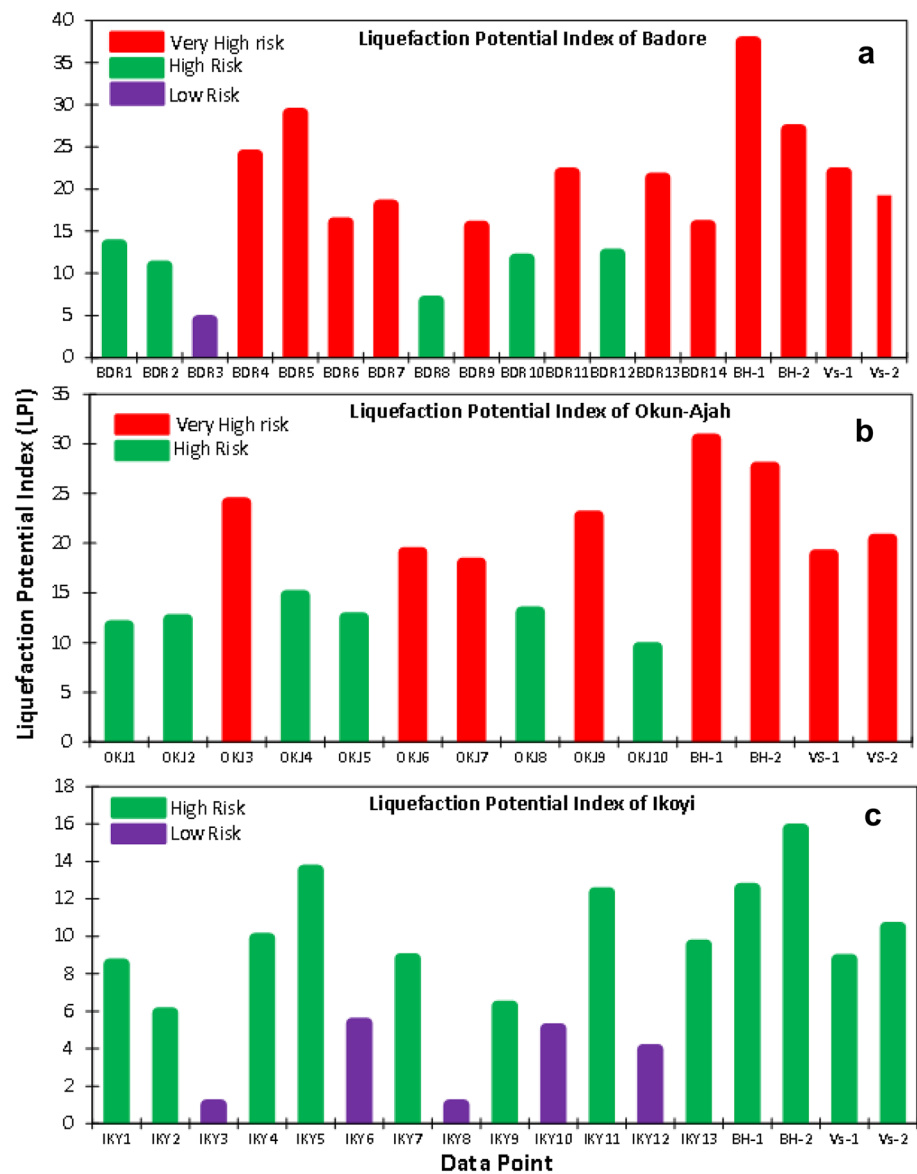 Liquefaction Potential Index (LPI)
40
35
30
25
20
15
10
5
0
Very High risk
High Risk
Low Risk
Liquefaction Potential Index of Badore
a
BDR1 BDR2 BDR3 BDR4 BDR5 BDR6 BDR7 BDR8 BDR9 BDR10 BDR11 BDR12 BDR13 BDR14 BH-1 BH-2 Vs-1 Vs-2
35
30
25
20
15
10
5
0
Very High risk
High Risk
Liquefaction Potential Index of Okun-Ajah
b
OKJ1 OKJ2 OKJ3 OKJ4 OKJ5 OKJ6 OKJ7 OKJ8 OKJ9 OKJ10 BH-1 BH-2 VS-1 VS-2
18
16
14
12
10
8
6
4
2
0
High Risk
Low Risk
Liquefaction Potential Index of Ikoyi
c
IKY1 IKY2 IKY3 IKY4 IKY5 IKY6 IKY7 IKY8 IKY9 IKY10 IKY11 IKY12 IKY13 BH-1 BH-2 Vs-1 Vs-2
Data Point